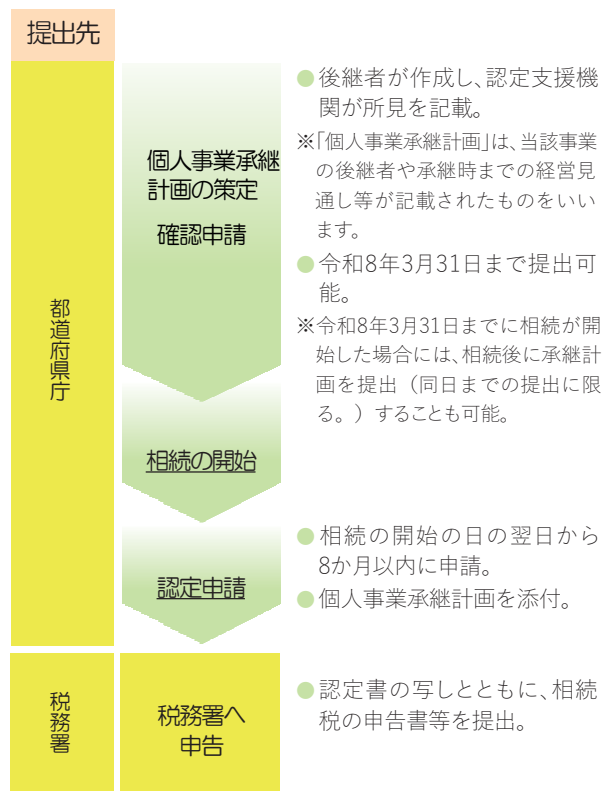 提出先
都道府県庁
個人事業承継
計画の策定
確認申請
●後継者が作成し、認定支援機
関が所見を記載。
※「個人事業承継計画」は、当該事業
の後継者や承継時までの経営見
通し等が記載されたものをいい
ます。
●令和8年3月31日まで提出可
能。
※令和8年3月31日までに相続が開
始した場合には、相続後に承継計
画を提出（同日までの提出に限
る。）することも可能。
相続の開始
認定申請
●相続の開始の日の翌日から
8か月以内に申請。
●個人事業承継計画を添付。
税務署
税務署へ
申告
●認定書の写しとともに、相続
税の申告書等を提出。